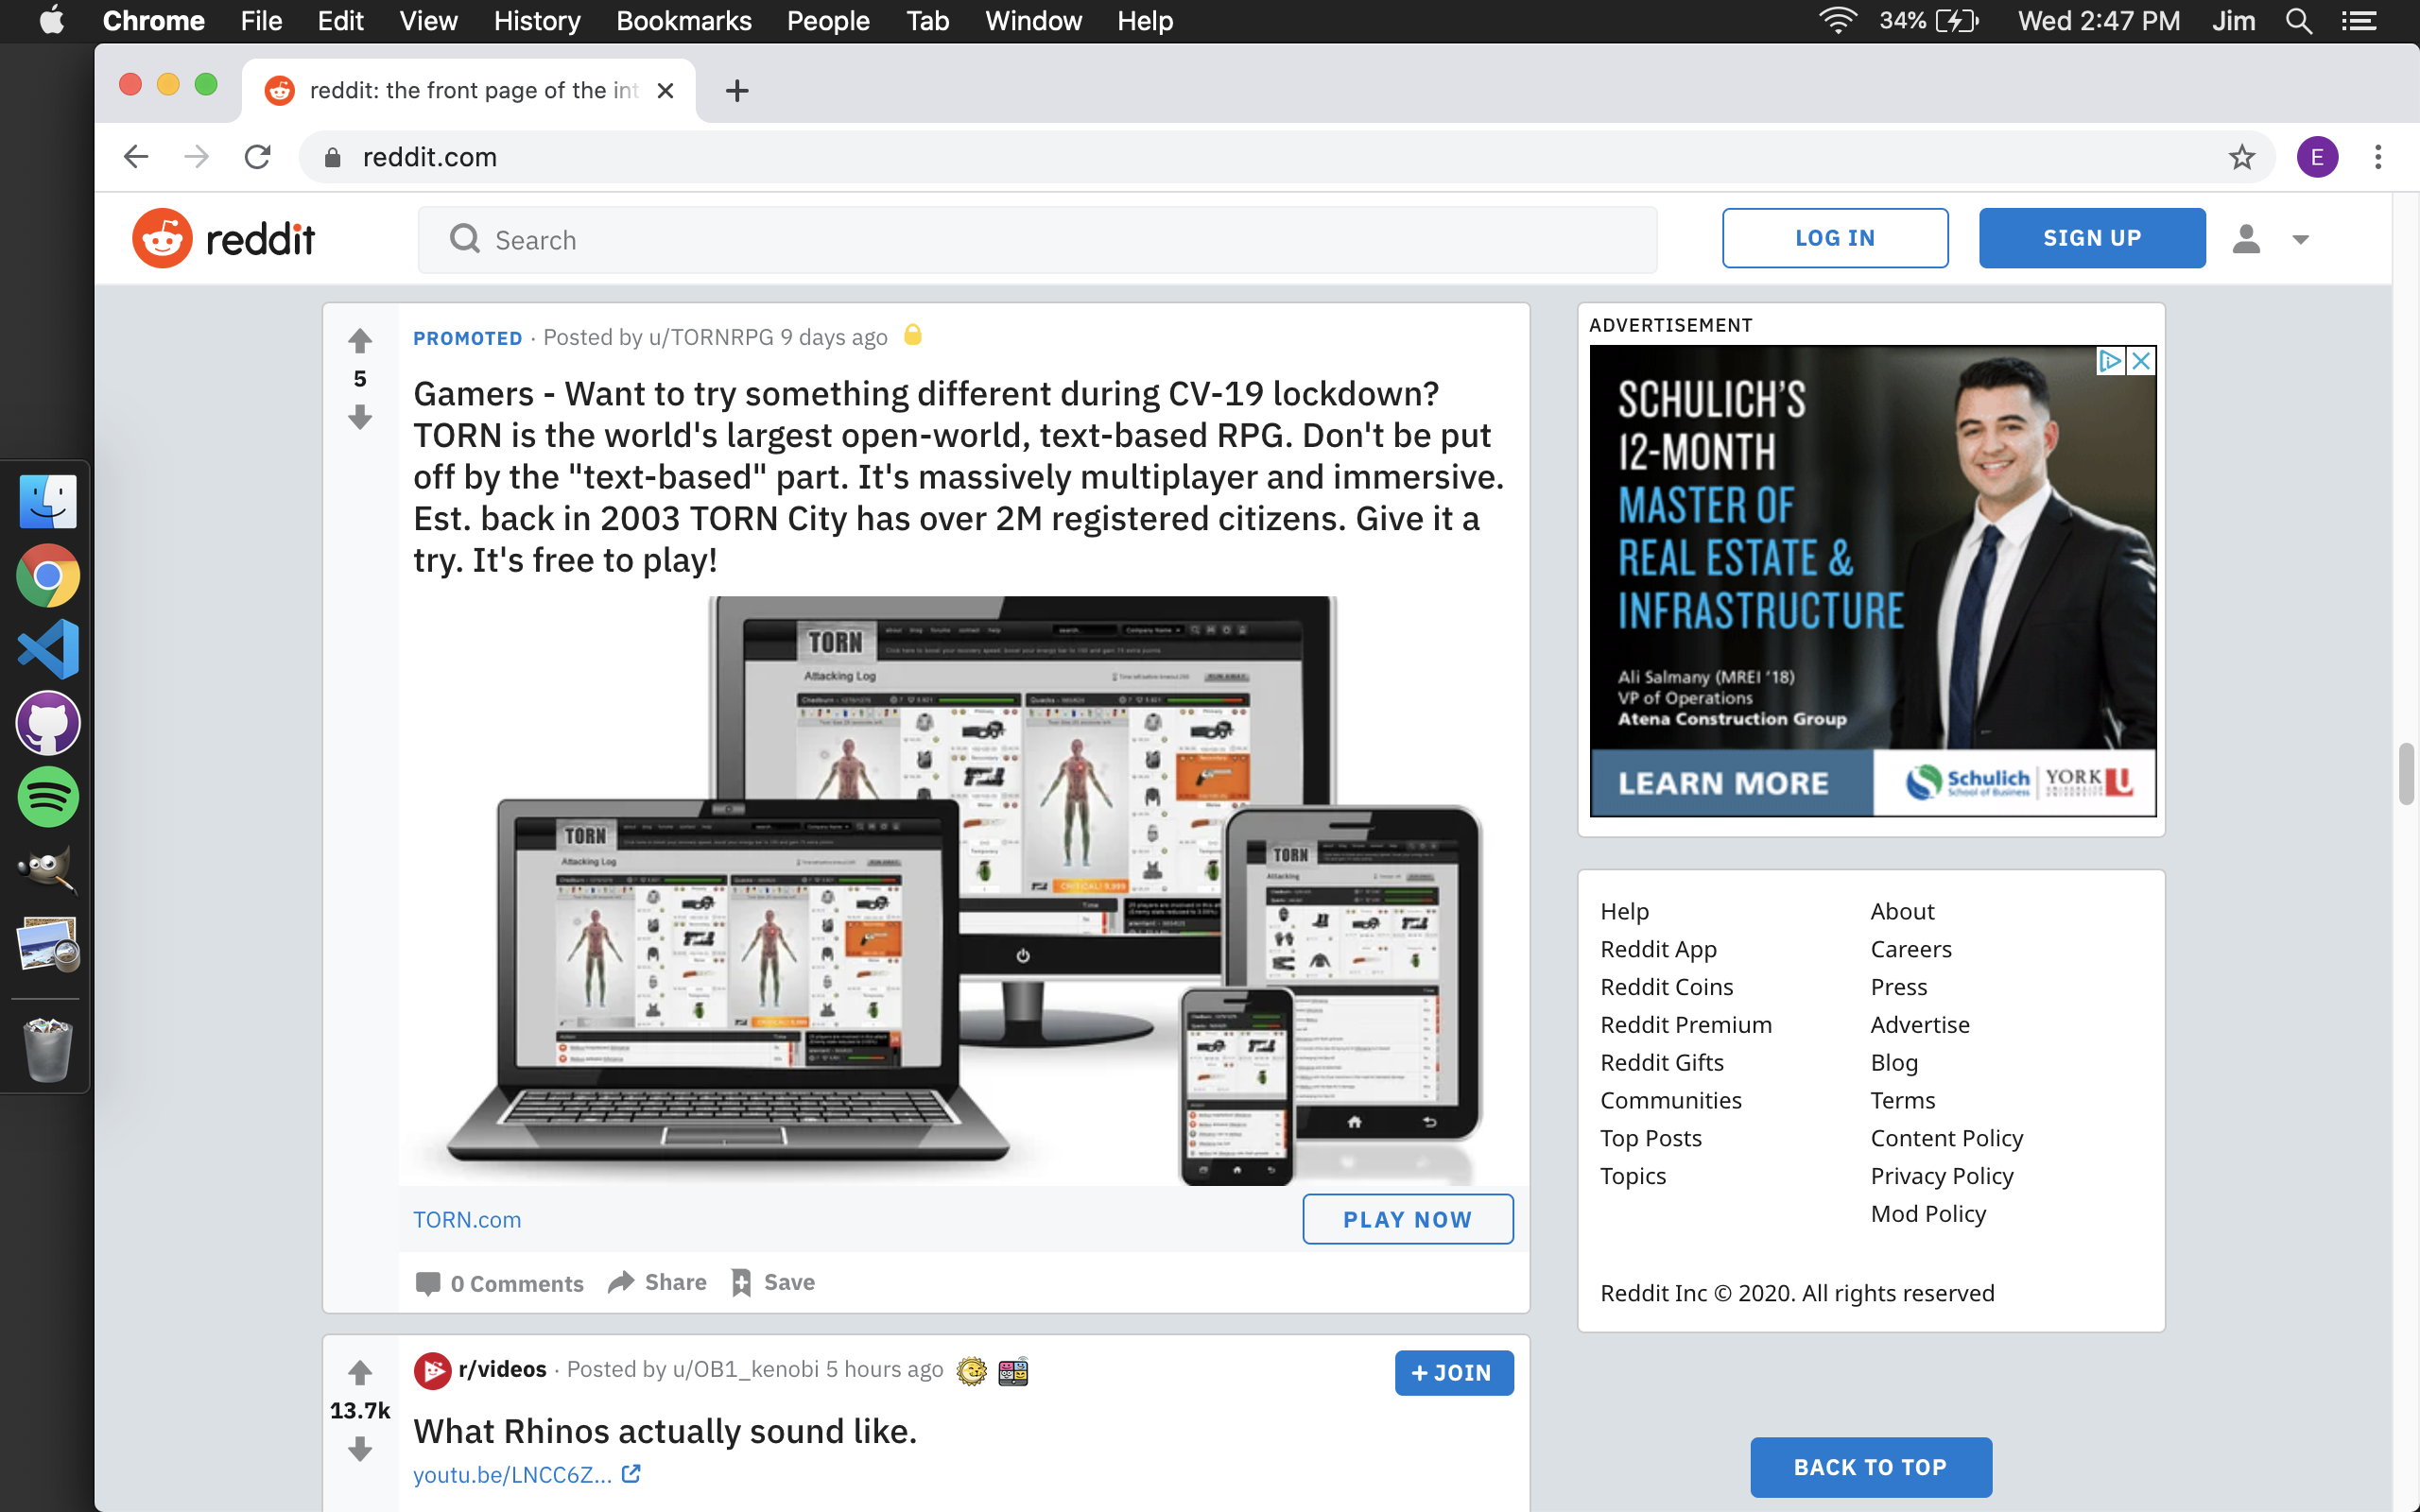 Chrome File Edit View History Bookmarks People Tab Window Help 34% Wed 2:47 PM Jim
reddit: the front page of the int
reddit.com
E
reddit
Search
LOG IN
SIGN UP
PROMOTED · Posted by u/TORNRPG 9 days ago
5
Gamers - Want to try something different during CV-19 lockdown?
TORN is the world's largest open-world, text-based RPG. Don't be put
off by the "text-based" part. It's massively multiplayer and immersive.
Est. back in 2003 TORN City has over 2M registered citizens. Give it a
try. It's free to play!
TORN
Attacking Log
TORN
Attacking Log
TORN
Attacking
TORN.com
PLAY NOW
0 Comments Share Save
r/videos · Posted by u/OB1_kenobi 5 hours ago
+ JOIN
13.7k
What Rhinos actually sound like.
youtu.be/LNCC6Z...
ADVERTISEMENT
SCHULICH'S
12-MONTH
MASTER OF
REAL ESTATE &
INFRASTRUCTURE
Ali Salmany (MREI '18)
VP of Operations
Atena Construction Group
LEARN MORE
Schulich
School of Business
YORK
UNIVERSITÉ
UNIVERSITY
U
Help
Reddit App
Reddit Coins
Reddit Premium
Reddit Gifts
Communities
Top Posts
Topics
About
Careers
Press
Advertise
Blog
Terms
Content Policy
Privacy Policy
Mod Policy
Reddit Inc © 2020. All rights reserved
BACK TO TOP